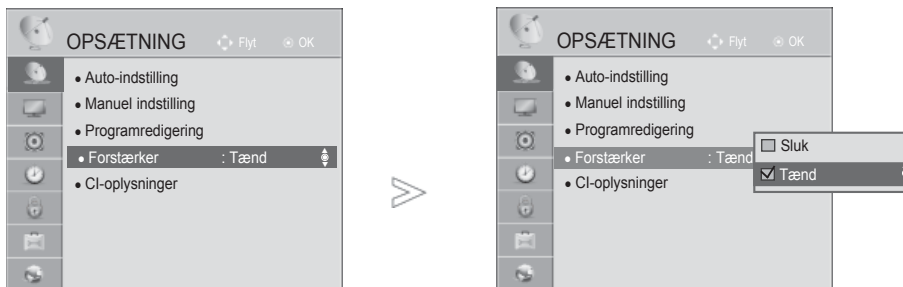 OPSÆTNING Flyt OK
• Auto-indstilling
• Manuel indstilling
• Programredigering
• Forstærker : Tænd
• CI-oplysninger
OPSÆTNING Flyt OK
• Auto-indstilling
• Manuel indstilling
• Programredigering
• Forstærker : Tænd
• CI-oplysninger
Sluk
Tænd